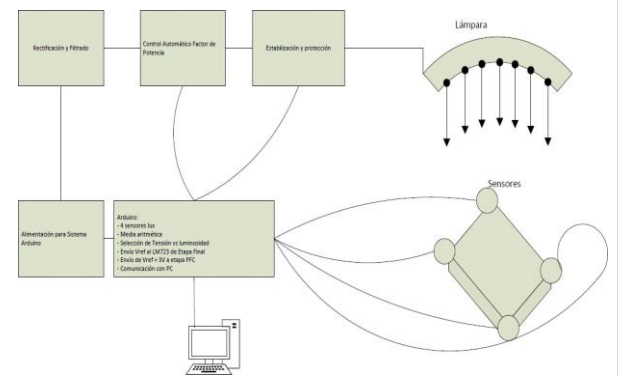 Rectificación y Filtrado
Control Automático Factor de
Potencia
Estabilización y protección
Lámpara
Sensores
Alimentación para Sistema
Arduino
Arduino:
- 4 sensores lux
- Media aritmética
- Selección de Tensión vs luminosidad
- Envío Vref al LM723 de Etapa Final
- Envío de Vref + 3V a etapa PFC
- Comunicación con PC